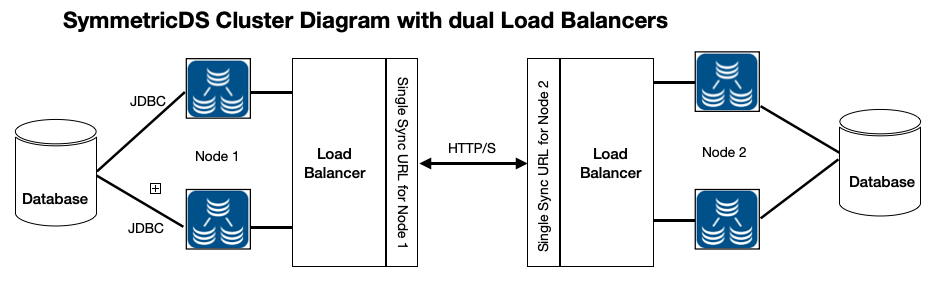 SymmetricDS Cluster Diagram with dual Load Balancers
JDBC
Database
JDBC
Node 1
Load
Balancer
Single Sync URL for Node 1
HTTP/S
Single Sync URL for Node 2
Load
Balancer
Node 2
Database